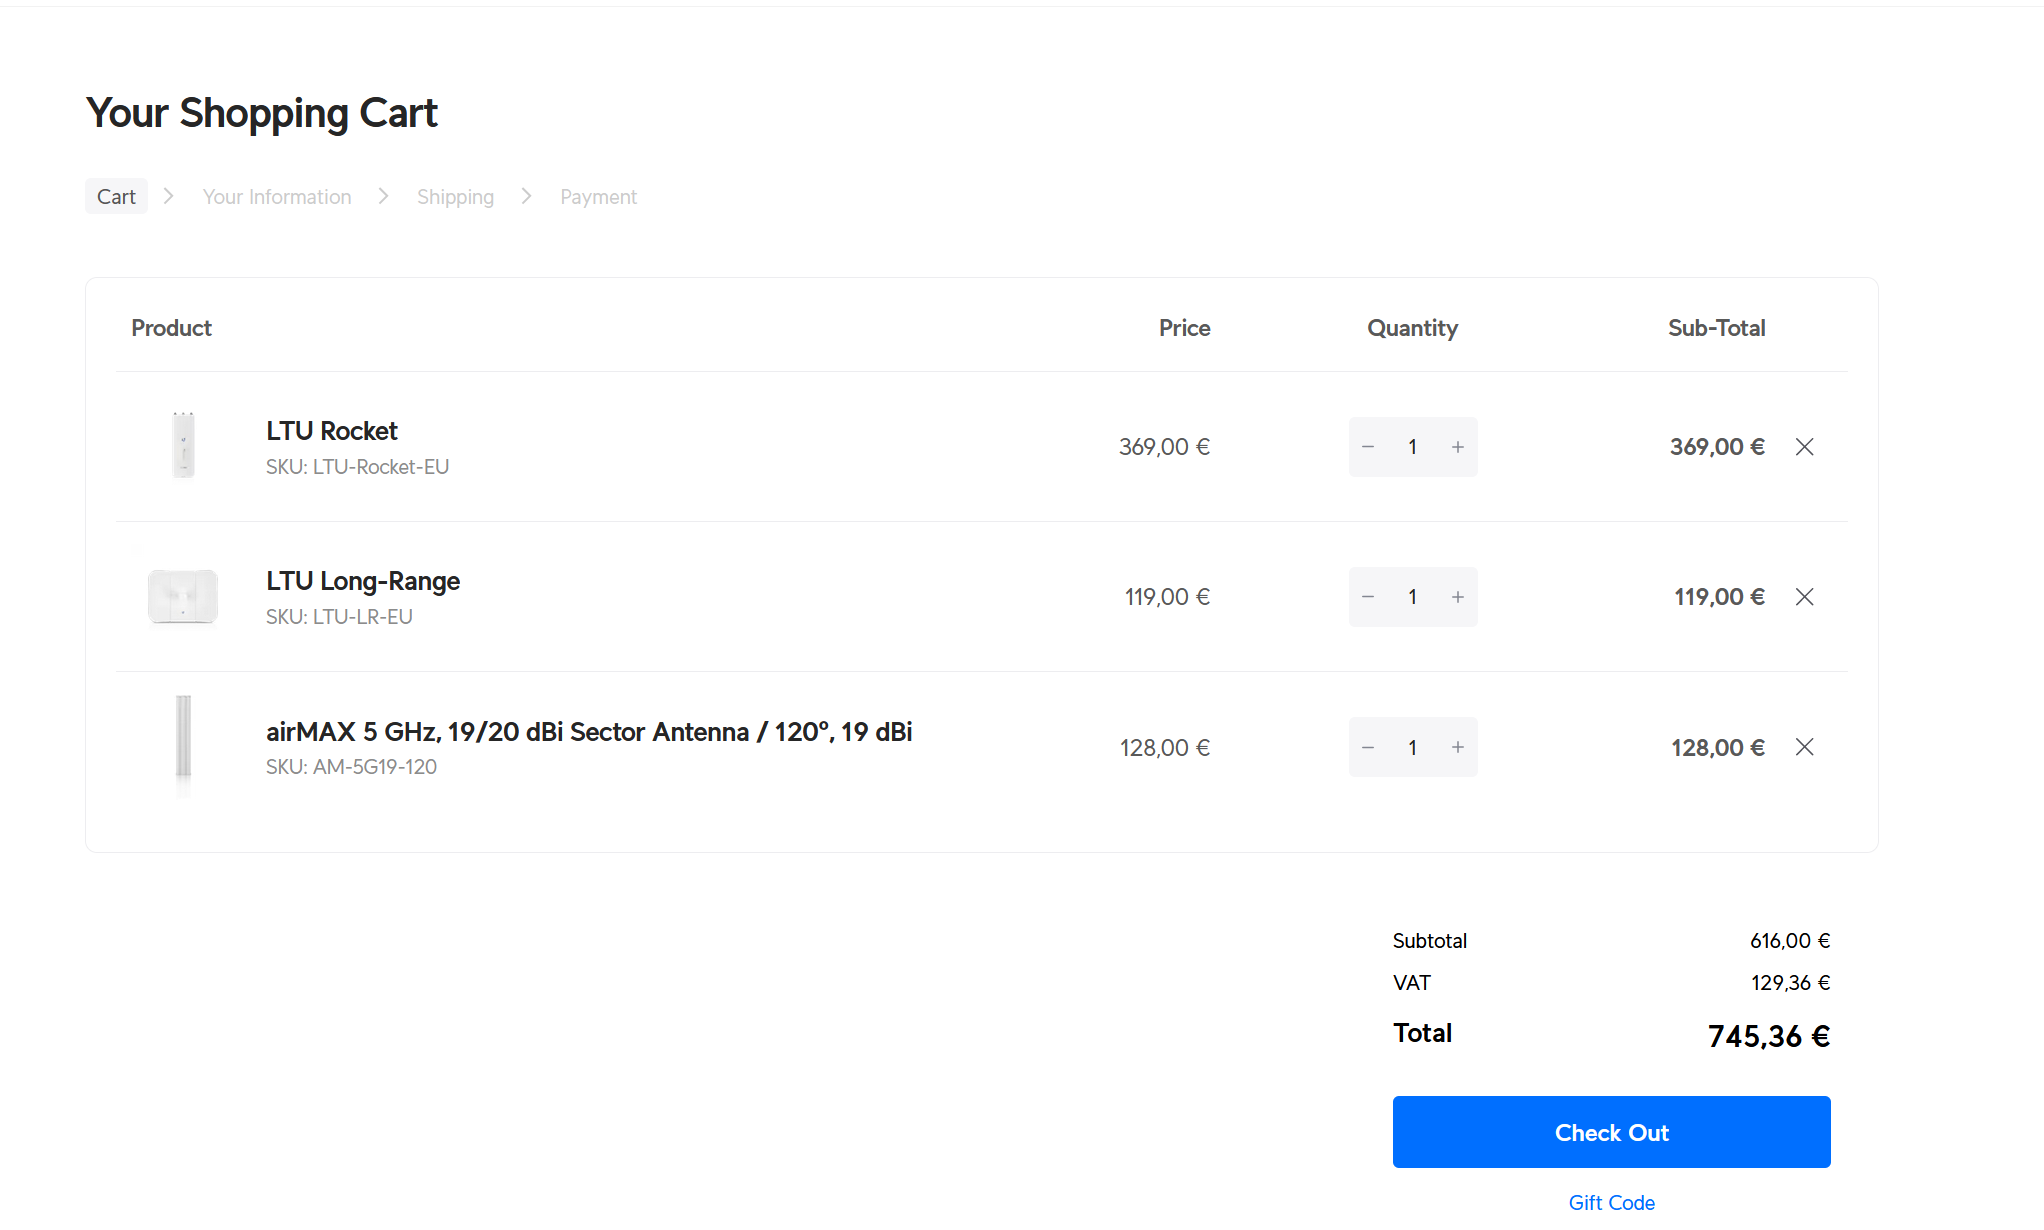 Your Shopping Cart
Cart > Your Information > Shipping > Payment
Product Price Quantity Sub-Total
LTU Rocket
SKU: LTU-Rocket-EU
369,00 € − 1 + 369,00 € ×
LTU Long-Range
SKU: LTU-LR-EU
119,00 € − 1 + 119,00 € ×
airMAX 5 GHz, 19/20 dBi Sector Antenna / 120º, 19 dBi
SKU: AM-5G19-120
128,00 € − 1 + 128,00 € ×
Subtotal 616,00 €
VAT 129,36 €
Total 745,36 €
Check Out
Gift Code